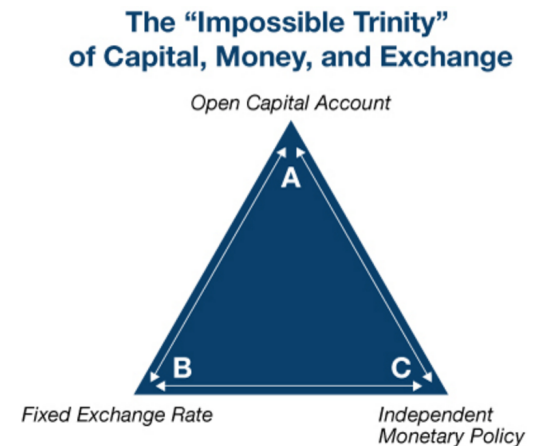 The “Impossible Trinity”
of Capital, Money, and Exchange
Open Capital Account
A
B
C
Fixed Exchange Rate
Independent
Monetary Policy